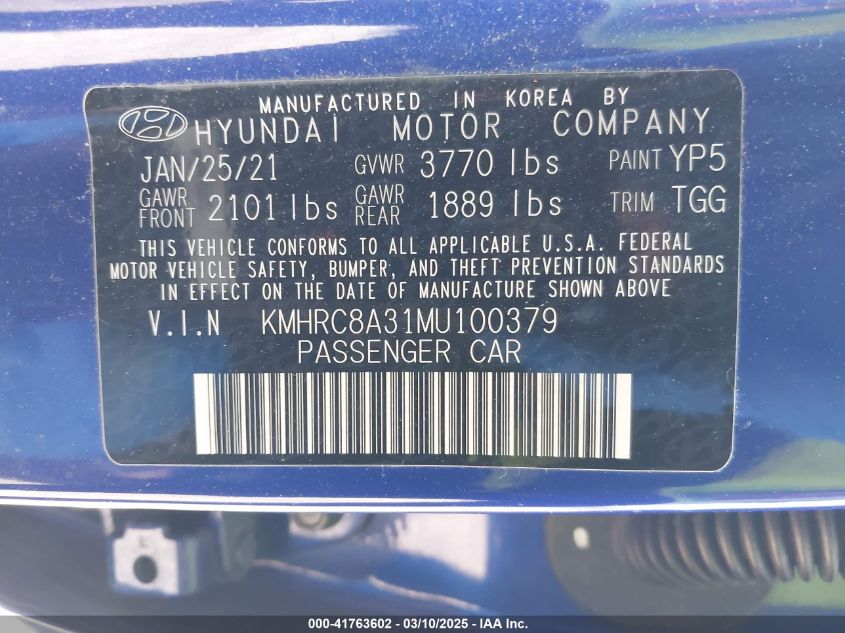 MANUFACTURED IN KOREA BY
HYUNDAI MOTOR COMPANY
JAN/25/21 GVWR 3770 lbs PAINT YP5
GAWR FRONT 2101 lbs GAWR REAR 1889 lbs TRIM TGG
THIS VEHICLE CONFORMS TO ALL APPLICABLE U.S.A. FEDERAL
MOTOR VEHICLE SAFETY, BUMPER, AND THEFT PREVENTION STANDARDS
IN EFFECT ON THE DATE OF MANUFACTURE SHOWN ABOVE
V.I.N KMHRC8A31MU100379
PASSENGER CAR
000-41763602 - 03/10/2025 - IAA Inc.